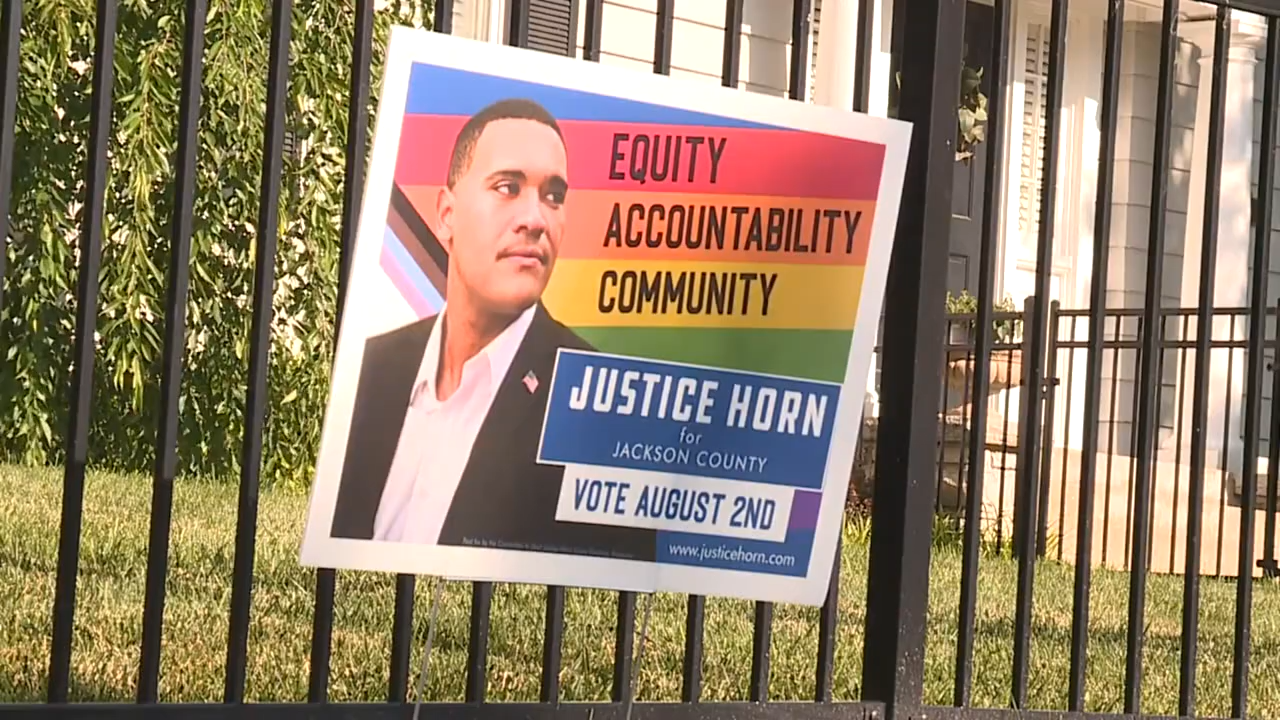 EQUITY
ACCOUNTABILITY
COMMUNITY
JUSTICE HORN
for
JACKSON COUNTY
VOTE AUGUST 2ND
www.justicehorn.com